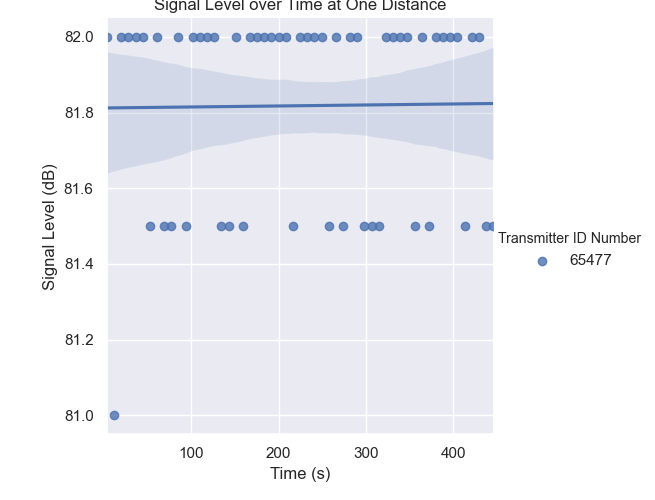 Signal Level over Time at One Distance
82.0
81.8
81.6
81.4
81.2
81.0
Signal Level (dB)
100
200
300
400
Time (s)
Transmitter ID Number
65477